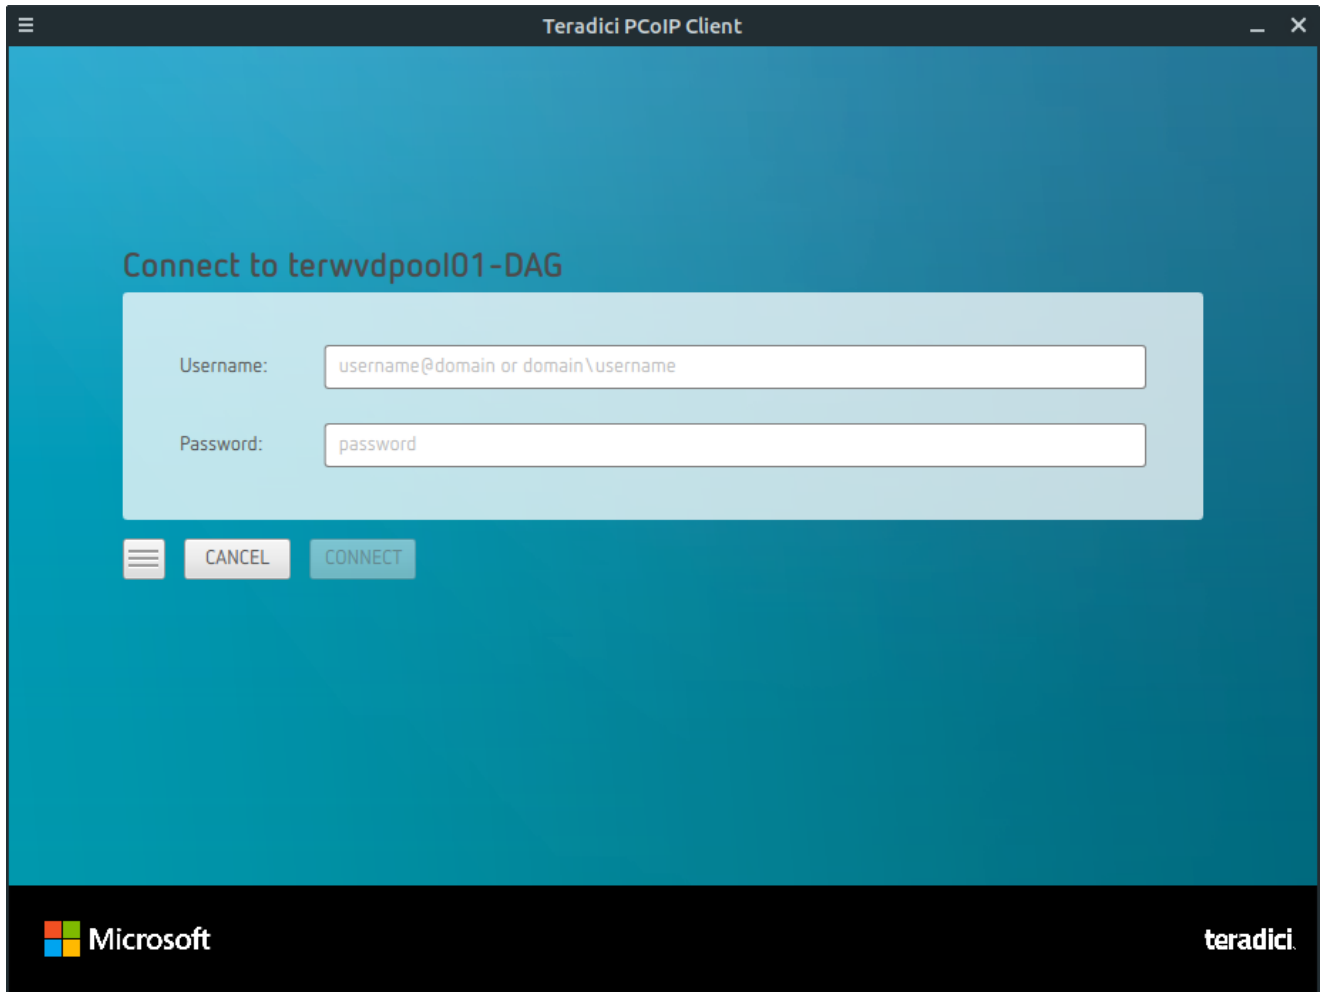 Teradici PCoIP Client
Connect to terwvdpool01-DAG
Username: username@domain or domain\username
Password: password
CANCEL CONNECT
Microsoft teradici.